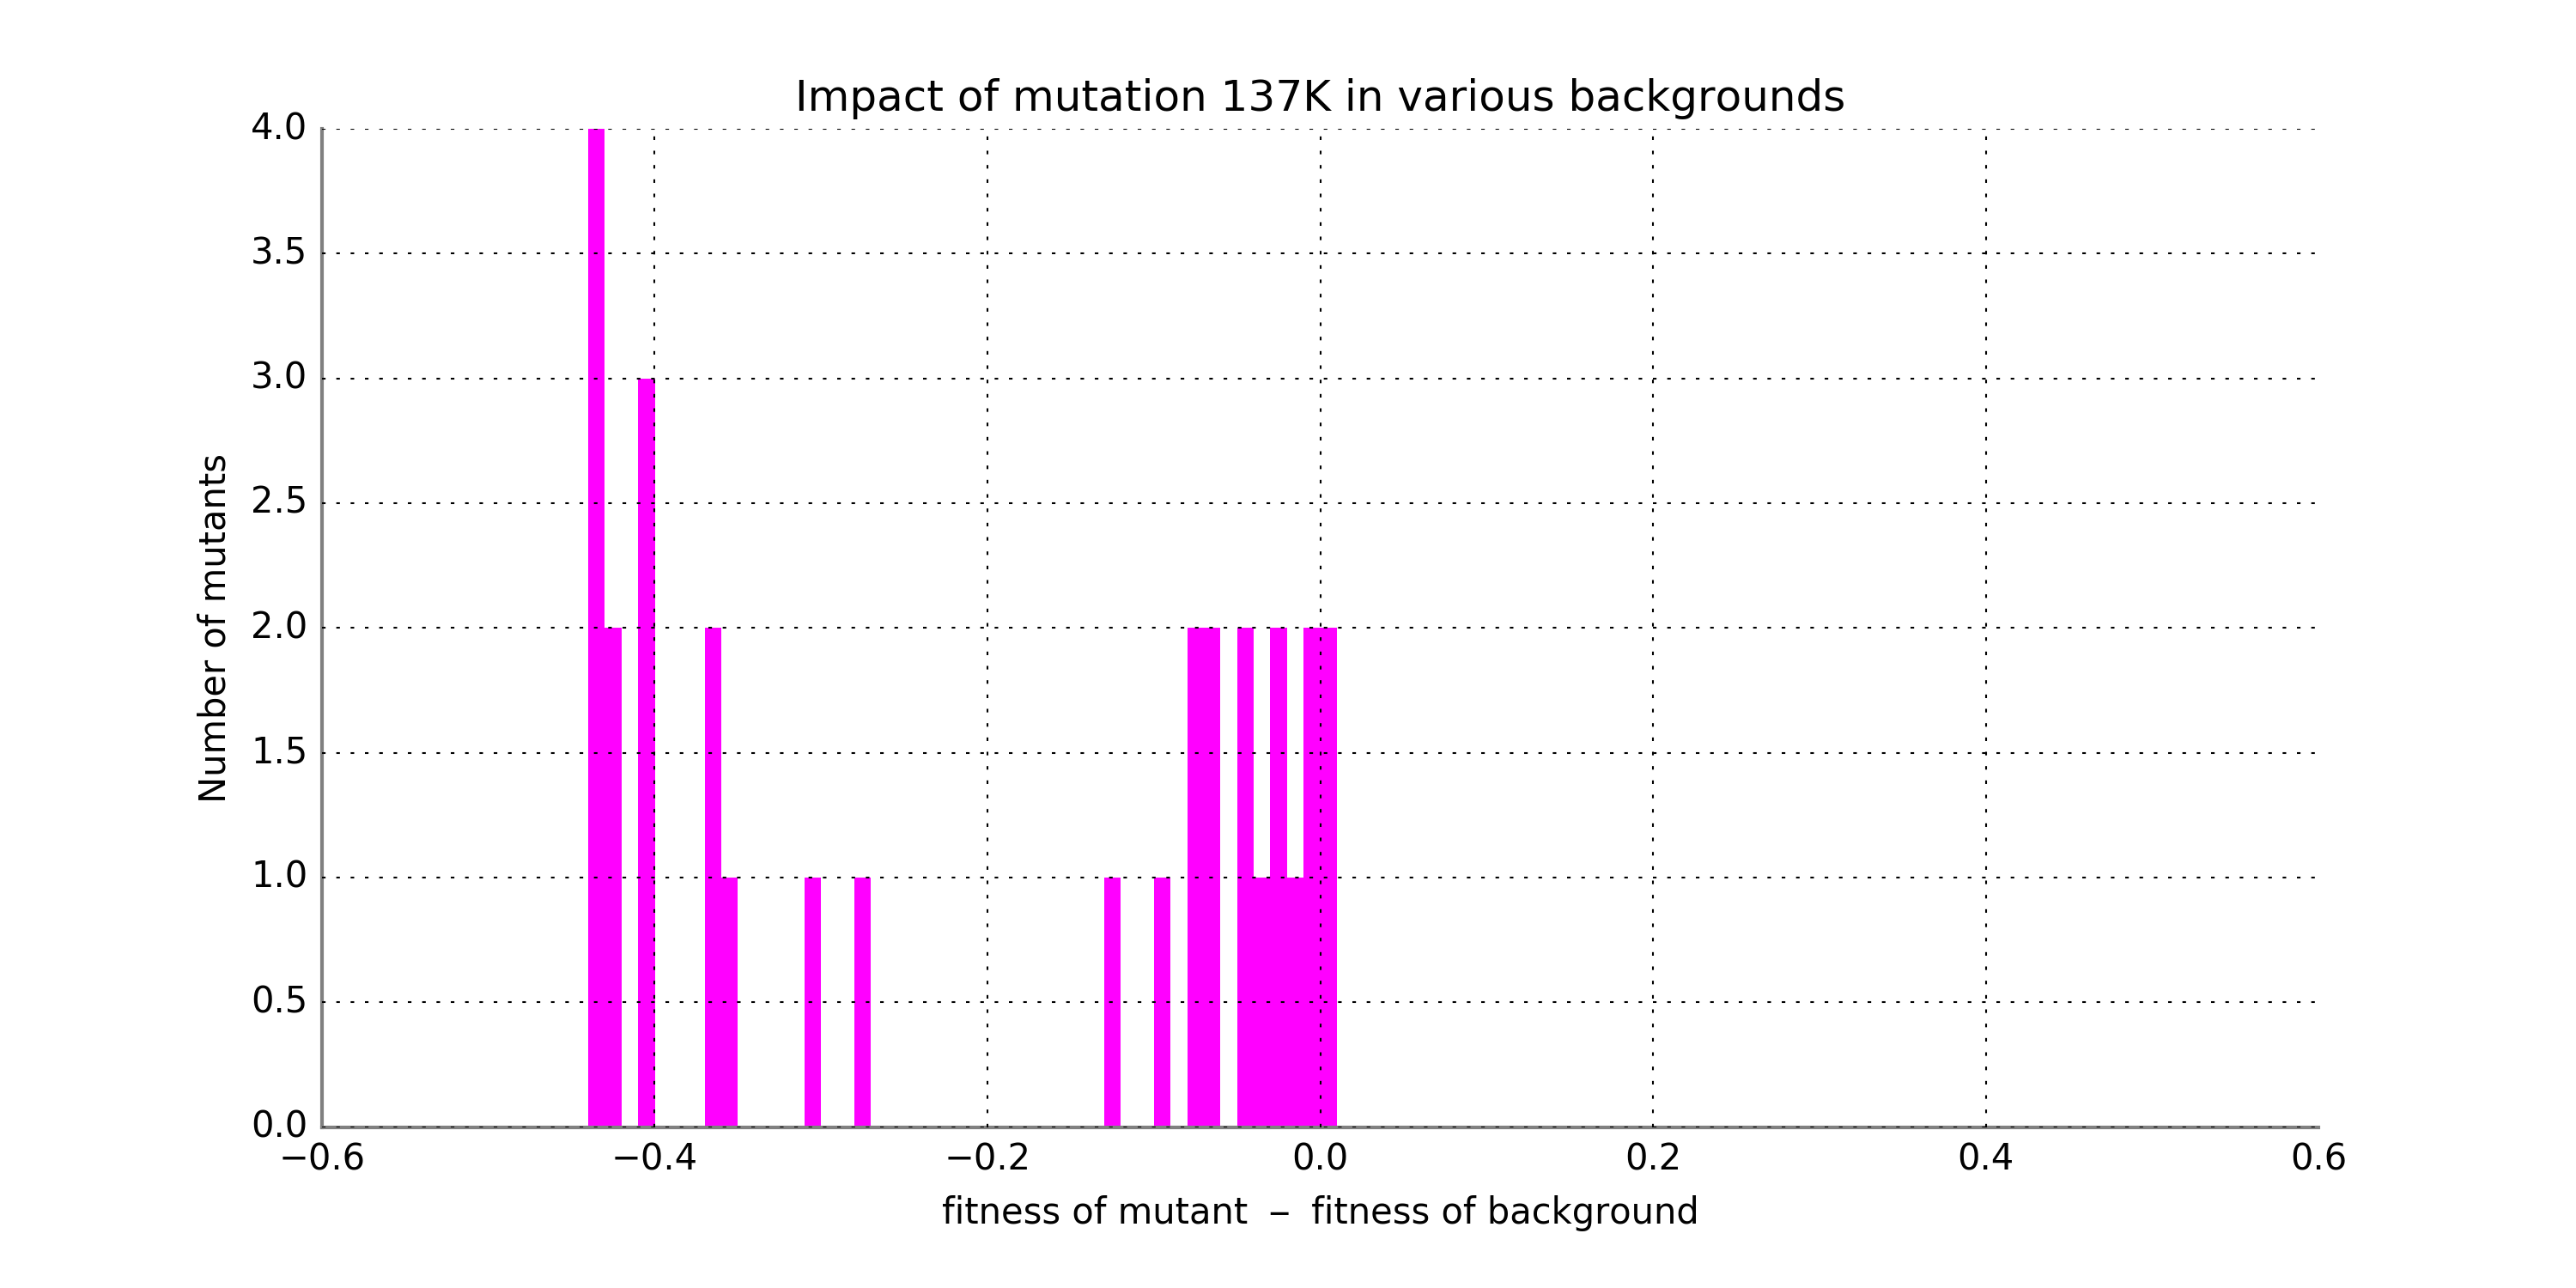 Impact of mutation 137K in various backgrounds
4.0
3.5
3.0
2.5
2.0
1.5
1.0
0.5
0.0
Number of mutants
−0.6 −0.4 −0.2 0.0 0.2 0.4 0.6
fitness of mutant − fitness of background